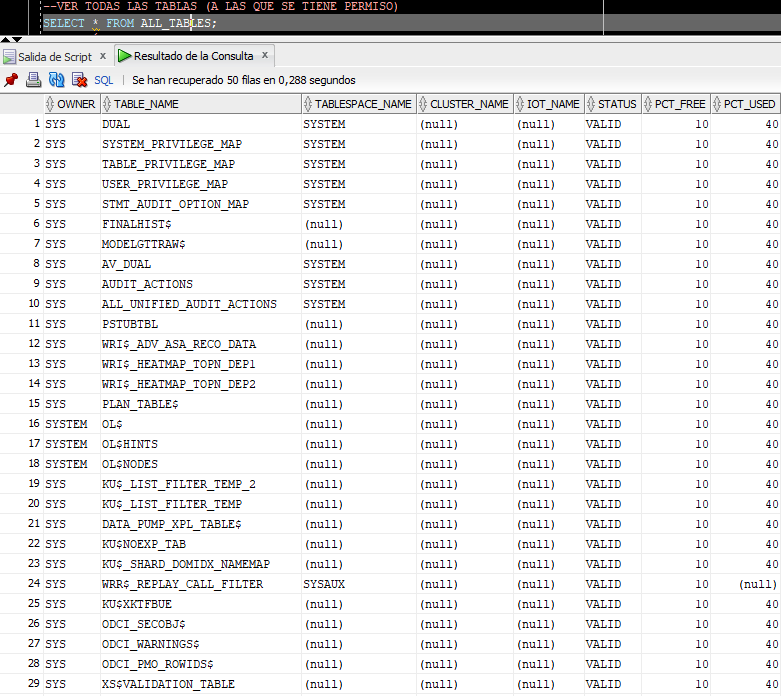 --VER TODAS LAS TABLAS (A LAS QUE SE TIENE PERMISO)
SELECT * FROM ALL_TABLES;
Salida de Script x Resultado de la Consulta x
SQL | Se han recuperado 50 filas en 0,288 segundos
OWNER TABLE_NAME TABLESPACE_NAME CLUSTER_NAME IOT_NAME STATUS PCT_FREE PCT_USED
1 SYS DUAL SYSTEM (null) (null) VALID 10 40
2 SYS SYSTEM_PRIVILEGE_MAP SYSTEM (null) (null) VALID 10 40
3 SYS TABLE_PRIVILEGE_MAP SYSTEM (null) (null) VALID 10 40
4 SYS USER_PRIVILEGE_MAP SYSTEM (null) (null) VALID 10 40
5 SYS STMT_AUDIT_OPTION_MAP SYSTEM (null) (null) VALID 10 40
6 SYS FINALHIST$ (null) (null) (null) VALID 10 40
7 SYS MODELGTTRAW$ (null) (null) (null) VALID 10 40
8 SYS AV_DUAL SYSTEM (null) (null) VALID 10 40
9 SYS AUDIT_ACTIONS SYSTEM (null) (null) VALID 10 40
10 SYS ALL_UNIFIED_AUDIT_ACTIONS SYSTEM (null) (null) VALID 10 40
11 SYS PSTUBTBL (null) (null) (null) VALID 10 40
12 SYS WRI$_ADV_ASA_RECO_DATA (null) (null) (null) VALID 10 40
13 SYS WRI$_HEATMAP_TOPN_DEP1 (null) (null) (null) VALID 10 40
14 SYS WRI$_HEATMAP_TOPN_DEP2 (null) (null) (null) VALID 10 40
15 SYS PLAN_TABLE$ (null) (null) (null) VALID 10 40
16 SYSTEM OL$ (null) (null) (null) VALID 10 40
17 SYSTEM OL$HINTS (null) (null) (null) VALID 10 40
18 SYSTEM OL$NODES (null) (null) (null) VALID 10 40
19 SYS KU$_LIST_FILTER_TEMP_2 (null) (null) (null) VALID 10 40
20 SYS KU$_LIST_FILTER_TEMP (null) (null) (null) VALID 10 40
21 SYS DATA_PUMP_XPL_TABLE$ (null) (null) (null) VALID 10 40
22 SYS KU$NOEXP_TAB (null) (null) (null) VALID 10 40
23 SYS KU$_SHARD_DOMIDX_NAMEMAP (null) (null) (null) VALID 10 40
24 SYS WRR$_REPLAY_CALL_FILTER SYSAUX (null) (null) VALID 10 (null)
25 SYS KU$XKTFBUE (null) (null) (null) VALID 10 40
26 SYS ODCI_SECOBJ$ (null) (null) (null) VALID 10 40
27 SYS ODCI_WARNINGS$ (null) (null) (null) VALID 10 40
28 SYS ODCI_PMO_ROWIDS$ (null) (null) (null) VALID 10 40
29 SYS XS$VALIDATION_TABLE (null) (null) (null) VALID 10 40